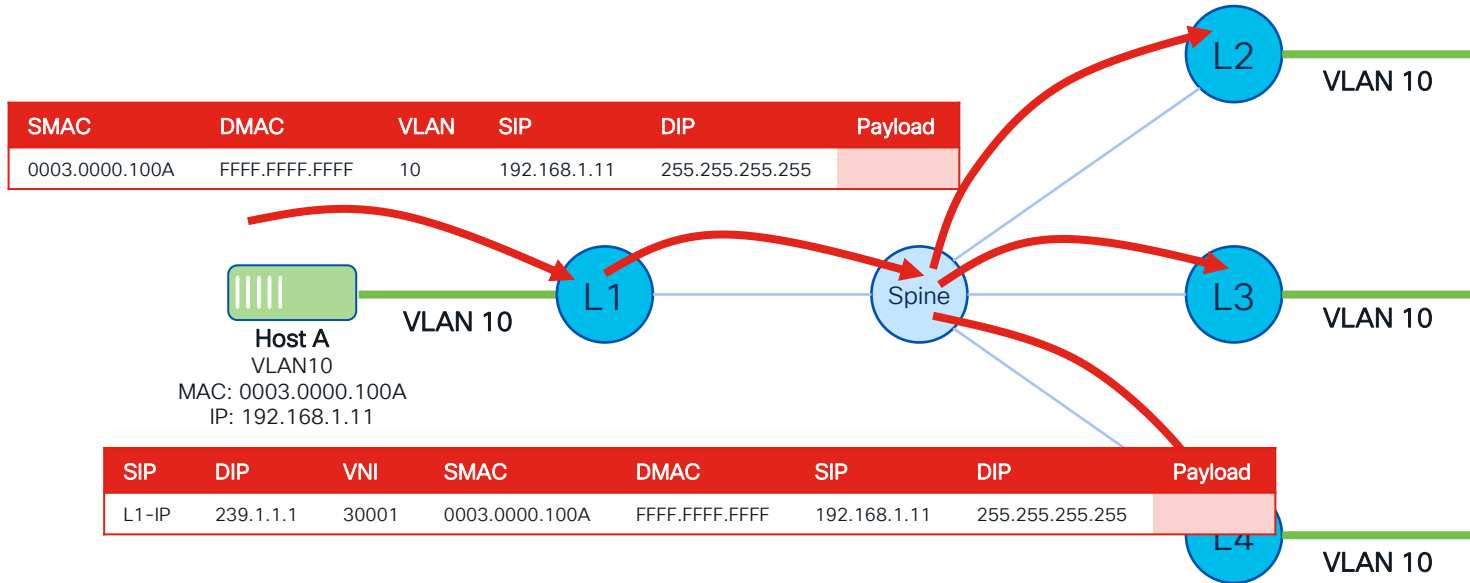 L2
VLAN 10
SMAC DMAC VLAN SIP DIP Payload
0003.0000.100A FFFF.FFFF.FFFF 10 192.168.1.11 255.255.255.255
L1
Spine
L3
VLAN 10
VLAN 10
Host A
VLAN10
MAC: 0003.0000.100A
IP: 192.168.1.11
SIP DIP VNI SMAC DMAC SIP DIP Payload
L1-IP 239.1.1.1 30001 0003.0000.100A FFFF.FFFF.FFFF 192.168.1.11 255.255.255.255
L4
VLAN 10